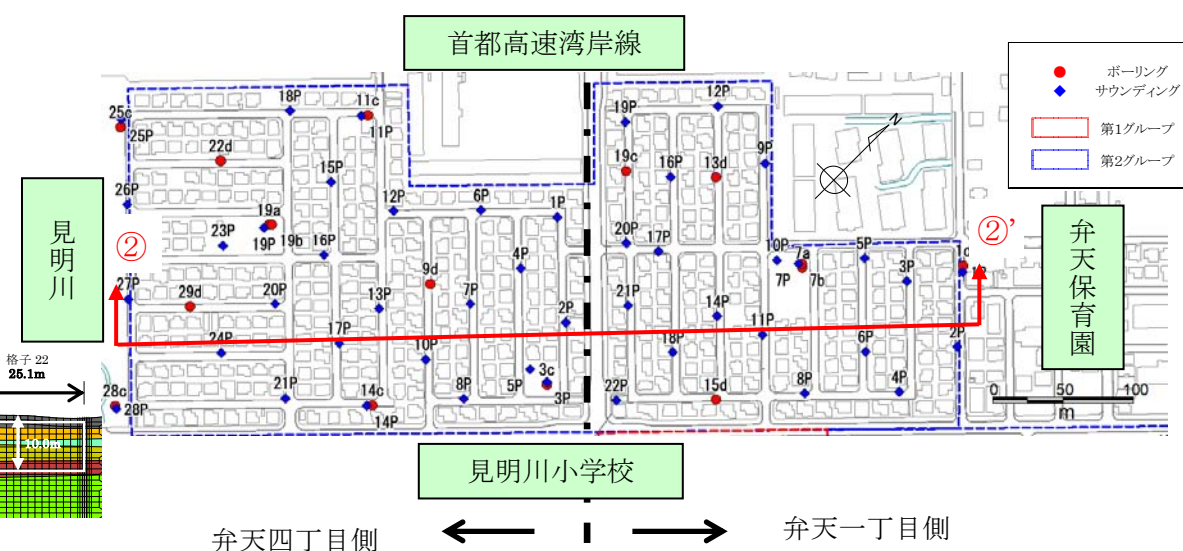 首都高速湾岸線
ボーリング
サウンディング
第1グループ
第2グループ
N
18P
11c
11P
25c
25P
22d
15P
26P
19a
23P
19P
19b
16P
12P
6P
1P
4P
9d
7P
2P
13P
27P
29d
20P
24P
17P
10P
28c
28P
21P
14c
14P
8P
5P
3c
3P
12P
19P
9P
19c
16P
13d
20P
17P
10P
7a
7P
7b
5P
3P
1c
21P
14P
11P
2P
18P
6P
22P
15d
8P
4P
②
②'
見明川
弁天保育園
格子 22
25.1m
10.0m
0 50 100
m
見明川小学校
弁天四丁目側
弁天一丁目側